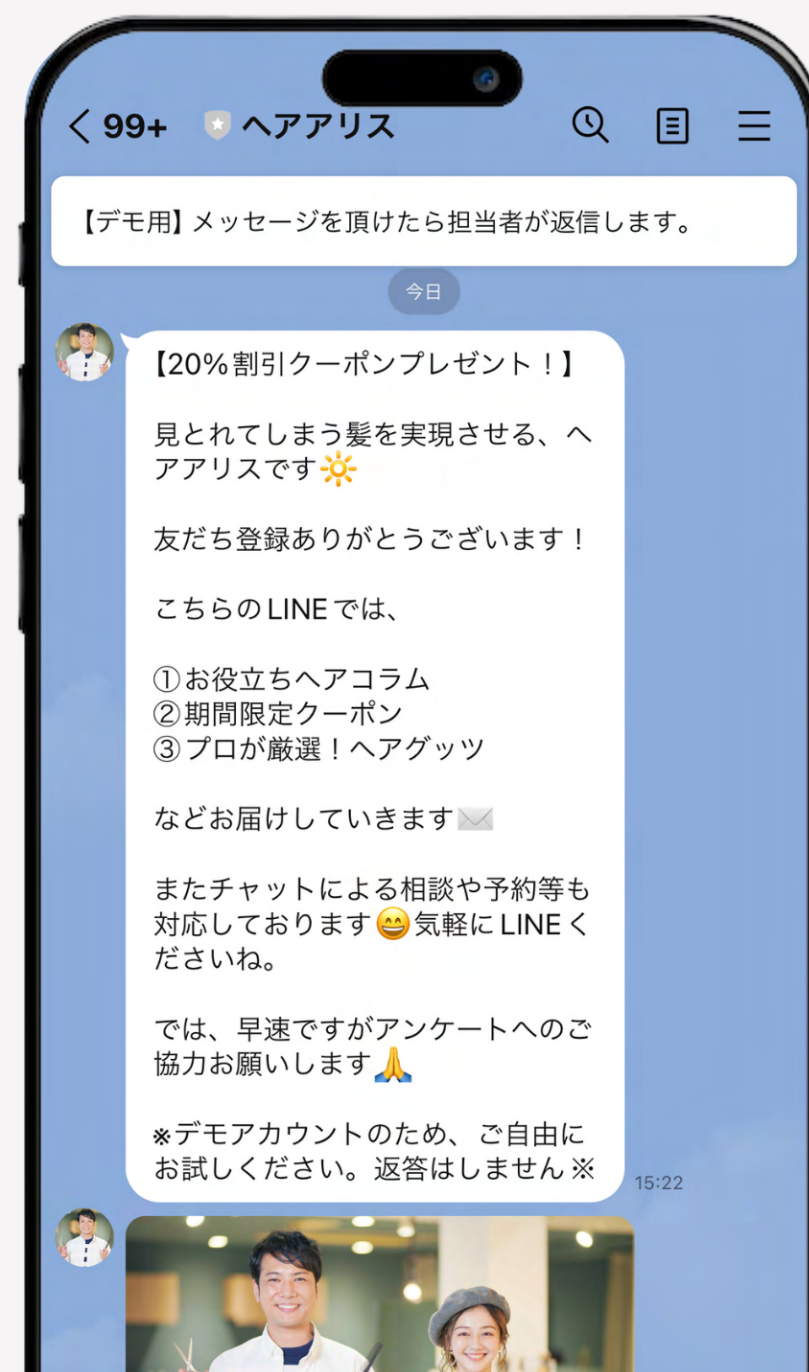 99+ ヘアアリス
【デモ用】メッセージを頂けたら担当者が返信します。
今日
【20%割引クーポンプレゼント！】
見とれてしまう髪を実現させる、ヘ
アアリスです🔆
友だち登録ありがとうございます！
こちらのLINEでは、
①お役立ちヘアコラム
②期間限定クーポン
③プロが厳選！ヘアグッツ
などお届けしていきます✉️
またチャットによる相談や予約等も
対応しております😄気軽にLINEく
ださいね。
では、早速ですがアンケートへのご
協力お願いします🙏
※デモアカウントのため、ご自由に
お試しください。返答はしません※
15:22